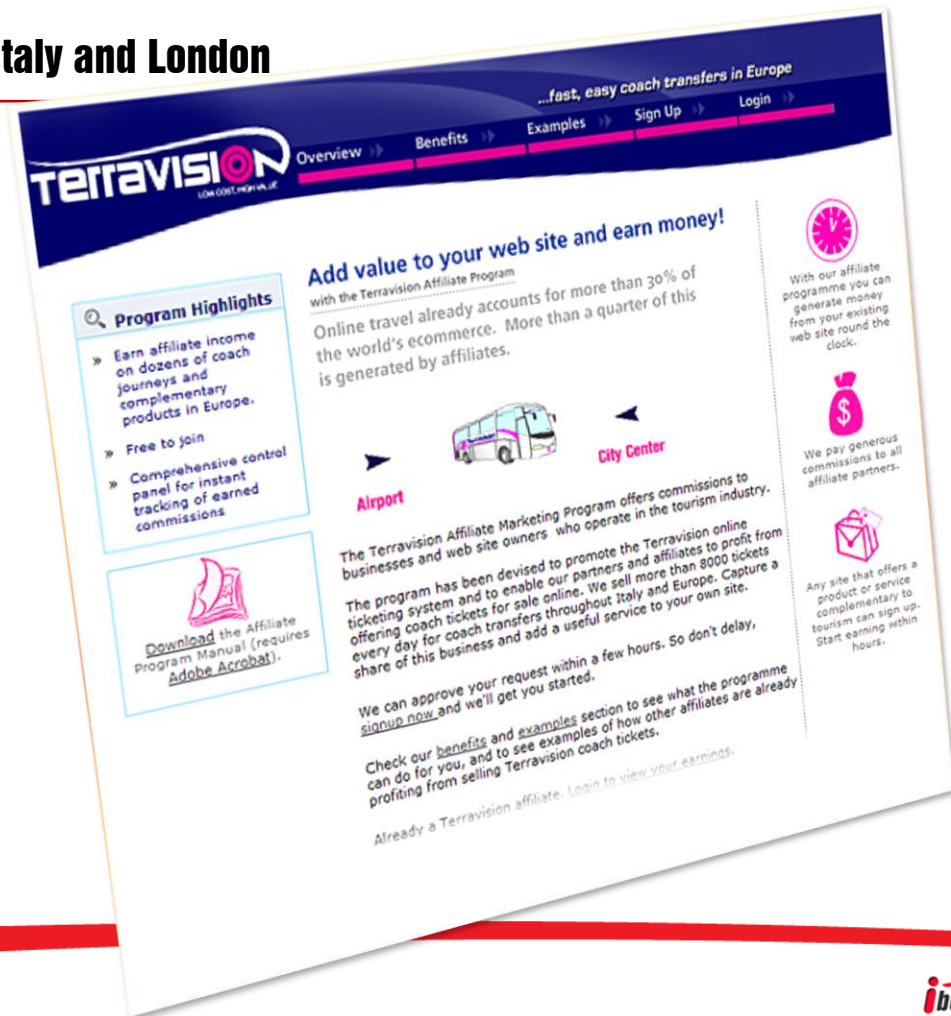 taly and London
...fast, easy coach transfers in Europe
Terravision
LOW COST, HIGH VALUE
Overview
Benefits
Examples
Sign Up
Login
Program Highlights
» Earn affiliate income
on dozens of coach
journeys and
complementary
products in Europe.
» Free to join
» Comprehensive control
panel for instant
tracking of earned
commissions
Download the Affiliate
Program Manual (requires
Adobe Acrobat).
Add value to your web site and earn money!
with the Terravision Affiliate Program
Online travel already accounts for more than 30% of
the world's ecommerce. More than a quarter of this
is generated by affiliates.
Airport
City Center
The Terravision Affiliate Marketing Program offers commissions to
businesses and web site owners who operate in the tourism industry.
The program has been devised to promote the Terravision online
ticketing system and to enable our partners and affiliates to profit from
offering coach tickets for sale online. We sell more than 8000 tickets
every day for coach transfers throughout Italy and Europe. Capture a
share of this business and add a useful service to your own site.
We can approve your request within a few hours. So don't delay,
signup now and we'll get you started.
Check our benefits and examples section to see what the programme
can do for you, and to see examples of how other affiliates are already
profiting from selling Terravision coach tickets.
Already a Terravision affiliate. Login to view your earnings.
With our affiliate
programme you can
generate money
from your existing
web site round the
clock.
$
We pay generous
commissions to all
affiliate partners.
Any site that offers a
product or service
complementary to
tourism can sign up.
Start earning within
hours.